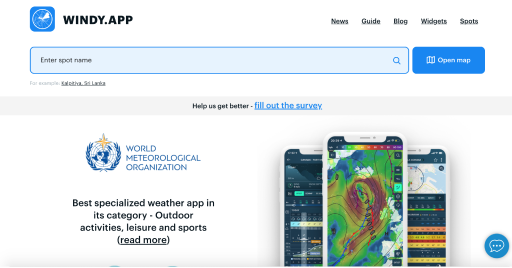 WINDY.APP
News Guide Blog Widgets Spots
Enter spot name
Open map
For example: Kalpitiya, Sri Lanka
Help us get better - fill out the survey
WORLD
METEOROLOGICAL
ORGANIZATION
Best specialized weather app in
its category - Outdoor
activities, leisure and sports
(read more)